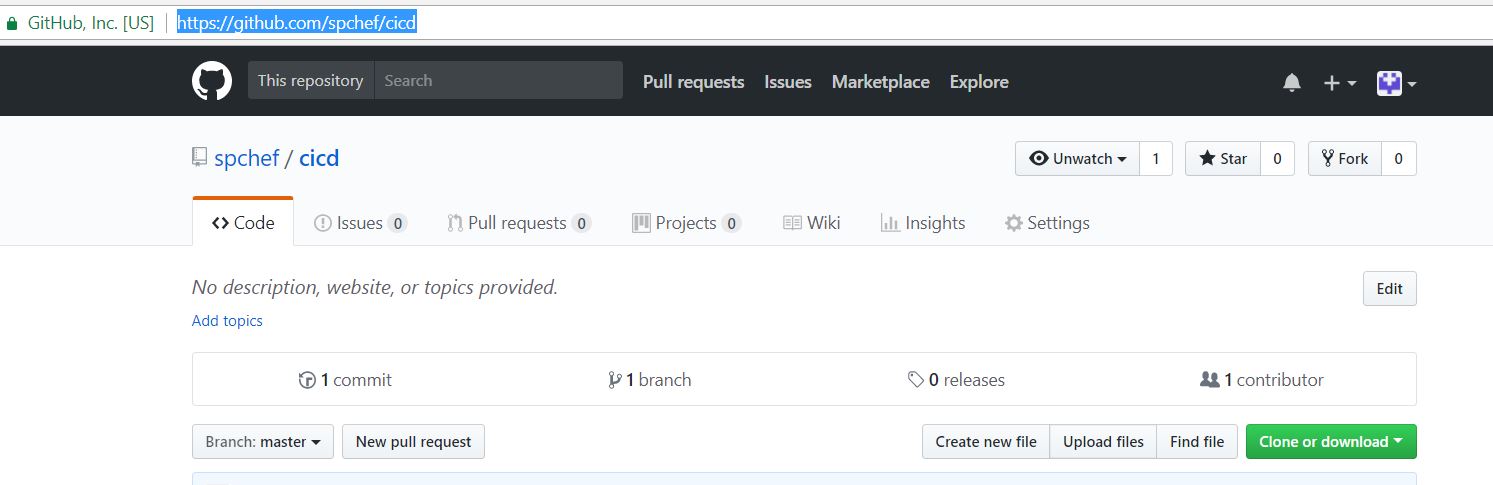 GitHub, Inc. [US] https://github.com/spchef/cicd
This repository Search Pull requests Issues Marketplace Explore
spchef / cicd Unwatch 1 Star 0 Fork 0
Code Issues 0 Pull requests 0 Projects 0 Wiki Insights Settings
No description, website, or topics provided. Edit
Add topics
1 commit 1 branch 0 releases 1 contributor
Branch: master New pull request Create new file Upload files Find file Clone or download